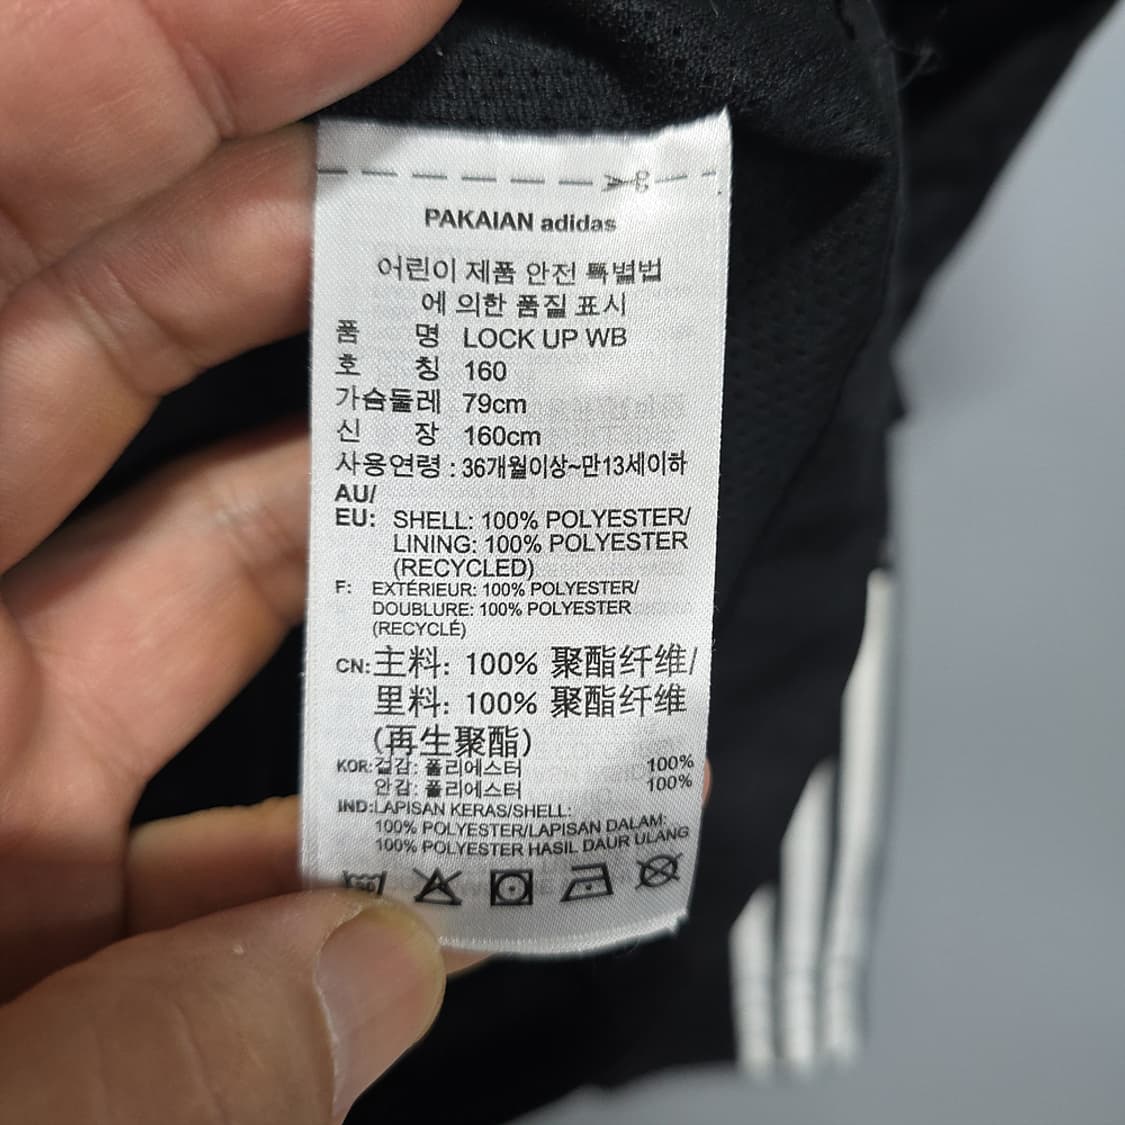 PAKAIAN adidas
어린이 제품 안전 특별법
에 의한 품질 표시
품 명 LOCK UP WB
호 칭 160
가슴둘레 79cm
신 장 160cm
사용연령 : 36개월이상~만13세이하
AU/
EU: SHELL: 100% POLYESTER/
LINING: 100% POLYESTER
(RECYCLED)
F: EXTÉRIEUR: 100% POLYESTER/
DOUBLURE: 100% POLYESTER
(RECYCLÉ)
CN: 主料: 100% 聚酯纤维/
里料: 100% 聚酯纤维
(再生聚酯)
KOR: 겉감: 폴리에스터 100%
안감: 폴리에스터 100%
IND: LAPISAN KERAS/SHELL:
100% POLYESTER/LAPISAN DALAM:
100% POLYESTER HASIL DAUR ULANG